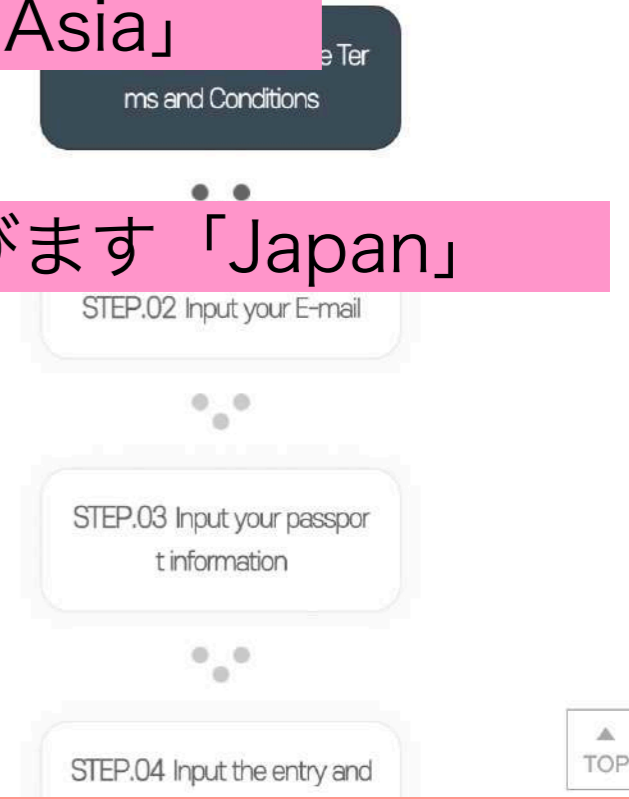 Asia」
e Ter
ms and Conditions
びます「Japan」
STEP.02 Input your E-mail
STEP.03 Input your passpor
t information
STEP.04 Input the entry and
TOP